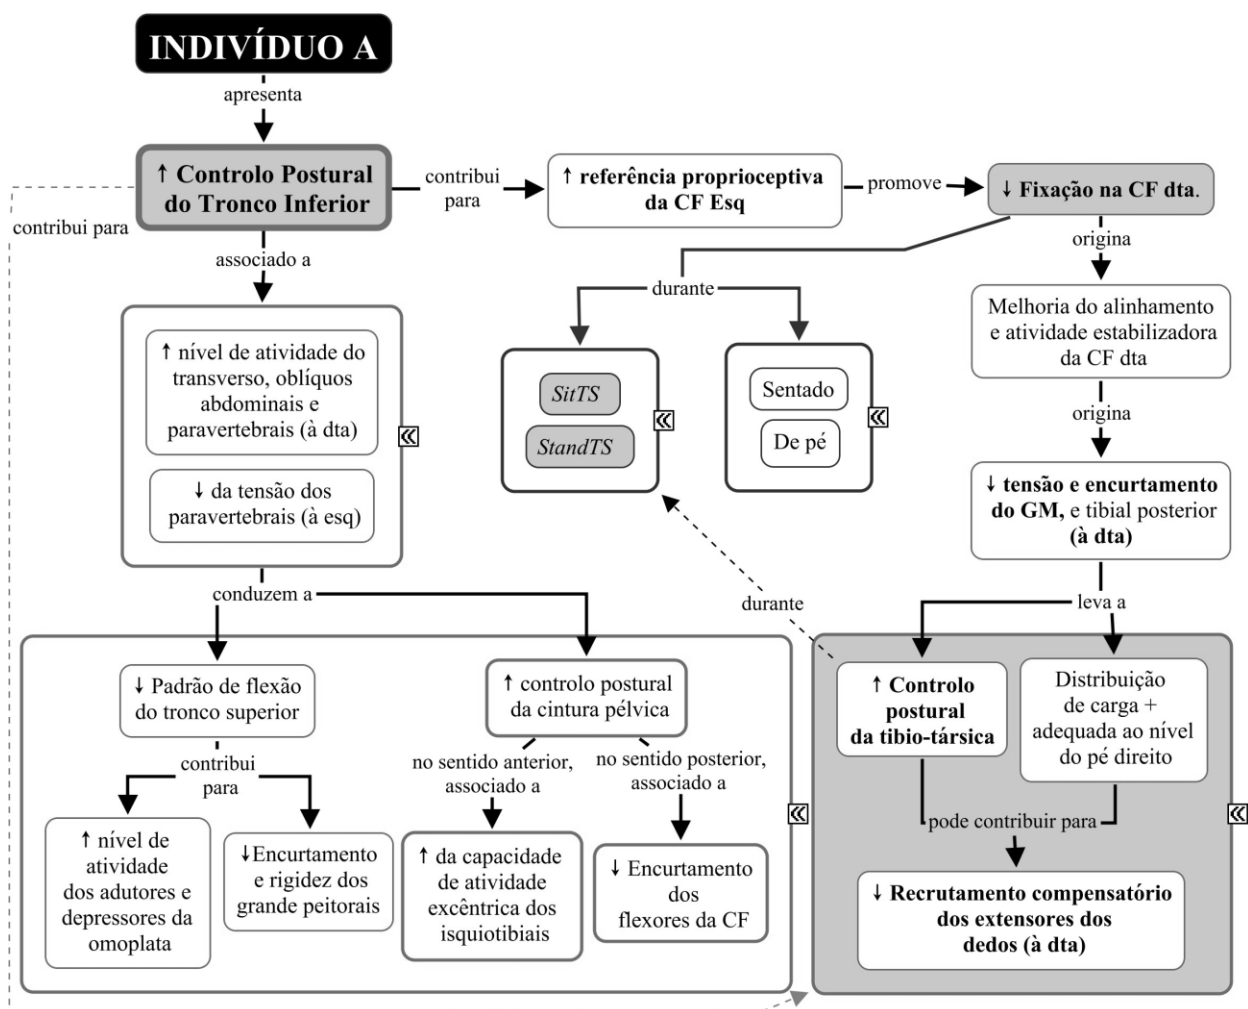 INDIVÍDUO A
apresenta
↑ Controlo Postural
do Tronco Inferior
contribui
para
↑ referência proprioceptiva
da CF Esq
promove
↓ Fixação na CF dta.
contribui para
associado a
durante
origina
↑ nível de atividade do
transverso, oblíquos
abdominais e
paravertebrais (à dta)
↓ da tensão dos
paravertebrais (à esq)
SitTS
StandTS
Sentado
De pé
Melhoria do alinhamento
e atividade estabilizadora
da CF dta
origina
↓ tensão e encurtamento
do GM, e tibial posterior
(à dta)
conduzem a
durante
leva a
↓ Padrão de flexão
do tronco superior
↑ controlo postural
da cintura pélvica
contribui
para
no sentido anterior,
associado a
no sentido posterior,
associado a
↑ nível de
atividade
dos adutores e
depressores da
omoplata
↓Encurtamento
e rigidez dos
grande peitorais
↑ da capacidade
de atividade
excêntrica dos
isquiotibiais
↓ Encurtamento
dos
flexores da CF
↑ Controlo
postural
da tibio-társica
Distribuição
de carga +
adequada ao nível
do pé direito
pode contribuir para
↓ Recrutamento compensatório
dos extensores dos
dedos (à dta)